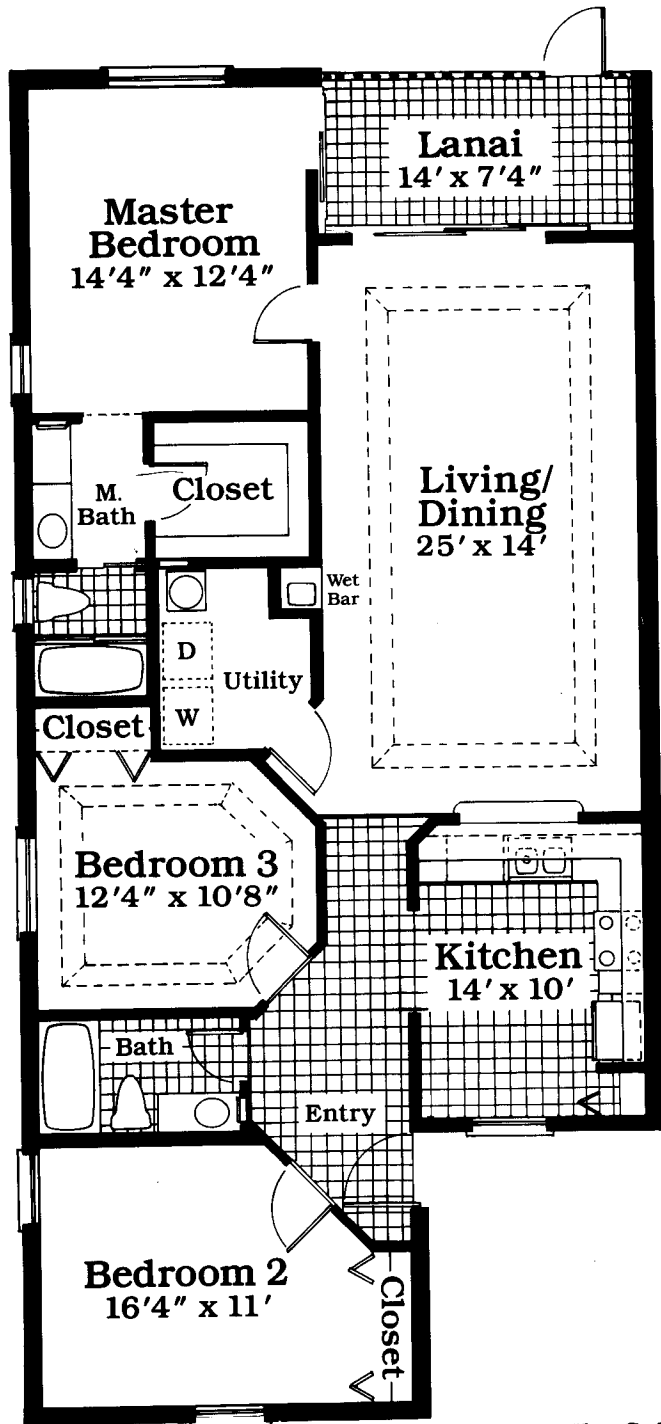 Lanai
14' x 7'4"
Master
Bedroom
14'4" x 12'4"
Living/
Dining
25' x 14'
M.
Bath
Closet
Wet
Bar
D
Utility
W
Closet
Bedroom 3
12'4" x 10'8"
Kitchen
14' x 10'
Bath
Entry
Bedroom 2
16'4" x 11'
Closet